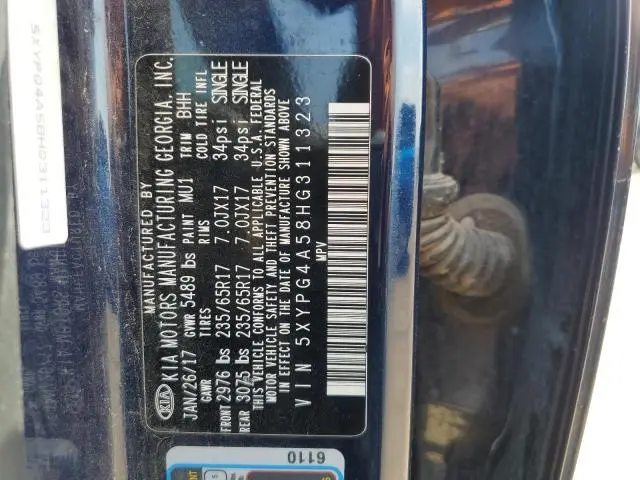 MANUFACTURED BY
KIA KIA MOTORS MANUFACTURING GEORGIA, INC.
JAN/26/17 GVWR 5489 lbs PAINT MU1 TRIM BHH
GAWR TIRES RIMS COLD TIRE INFL
FRONT 2976 lbs 235/65R17 7.0JX17 34psi SINGLE
REAR 3075 lbs 235/65R17 7.0JX17 34psi SINGLE
THIS VEHICLE CONFORMS TO ALL APPLICABLE U.S.A. FEDERAL
MOTOR VEHICLE SAFETY AND THEFT PREVENTION STANDARDS
IN EFFECT ON THE DATE OF MANUFACTURE SHOWN ABOVE.
VIN 5XYPG4A58HG311323
MPV
6110